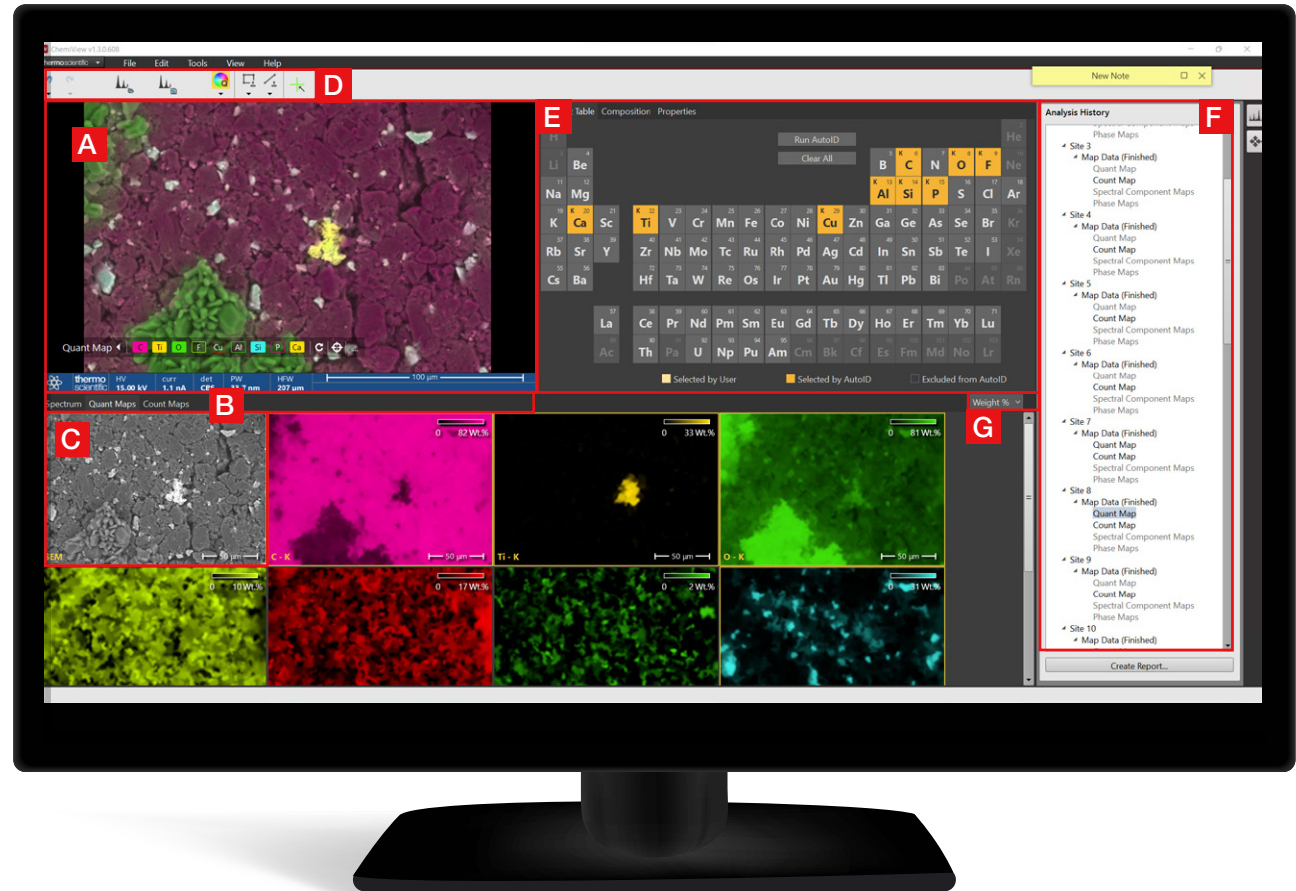 ChemiView v1.3.0.608
thermo scientific File Edit Tools View Help
New Note
D
A
E
Table Composition Properties
Run AutoID
Clear All
H He
Li Be B C N O F Ne
Na Mg Al Si P S Cl Ar
K Ca Sc Ti V Cr Mn Fe Co Ni Cu Zn Ga Ge As Se Br Kr
Rb Sr Y Zr Nb Mo Tc Ru Rh Pd Ag Cd In Sn Sb Te I Xe
Cs Ba Hf Ta W Re Os Ir Pt Au Hg Tl Pb Bi Po At Rn
La Ce Pr Nd Pm Sm Eu Gd Tb Dy Ho Er Tm Yb Lu
Ac Th Pa U Np Pu Am Cm Bk Cf Es Fm Md No Lr
Selected by User Selected by AutoID Excluded from AutoID
Quant Map C Ti O F Cu Al Si P Ca
thermo scientific HV curr det PW HFW
15.00 kV 1.1 nA 207 um
100 µm
Spectrum Quant Maps Count Maps
B
Weight %
G
C
SEM 50 µm
0 82 Wt.%
C - K 50 µm
0 33 Wt.%
Ti - K 50 µm
0 81 Wt.%
O - K 50 µm
0 10 Wt.%
0 17 Wt.%
0 2 Wt.%
0 31 Wt.%
Analysis History
F
Phase Maps
Site 3
Map Data (Finished)
Quant Map
Count Map
Spectral Component Maps
Phase Maps
Site 4
Map Data (Finished)
Quant Map
Count Map
Spectral Component Maps
Phase Maps
Site 5
Map Data (Finished)
Quant Map
Count Map
Spectral Component Maps
Phase Maps
Site 6
Map Data (Finished)
Quant Map
Count Map
Spectral Component Maps
Phase Maps
Site 7
Map Data (Finished)
Quant Map
Count Map
Spectral Component Maps
Phase Maps
Site 8
Map Data (Finished)
Quant Map
Count Map
Spectral Component Maps
Phase Maps
Site 9
Map Data (Finished)
Quant Map
Count Map
Spectral Component Maps
Phase Maps
Site 10
Map Data (Finished)
Create Report...